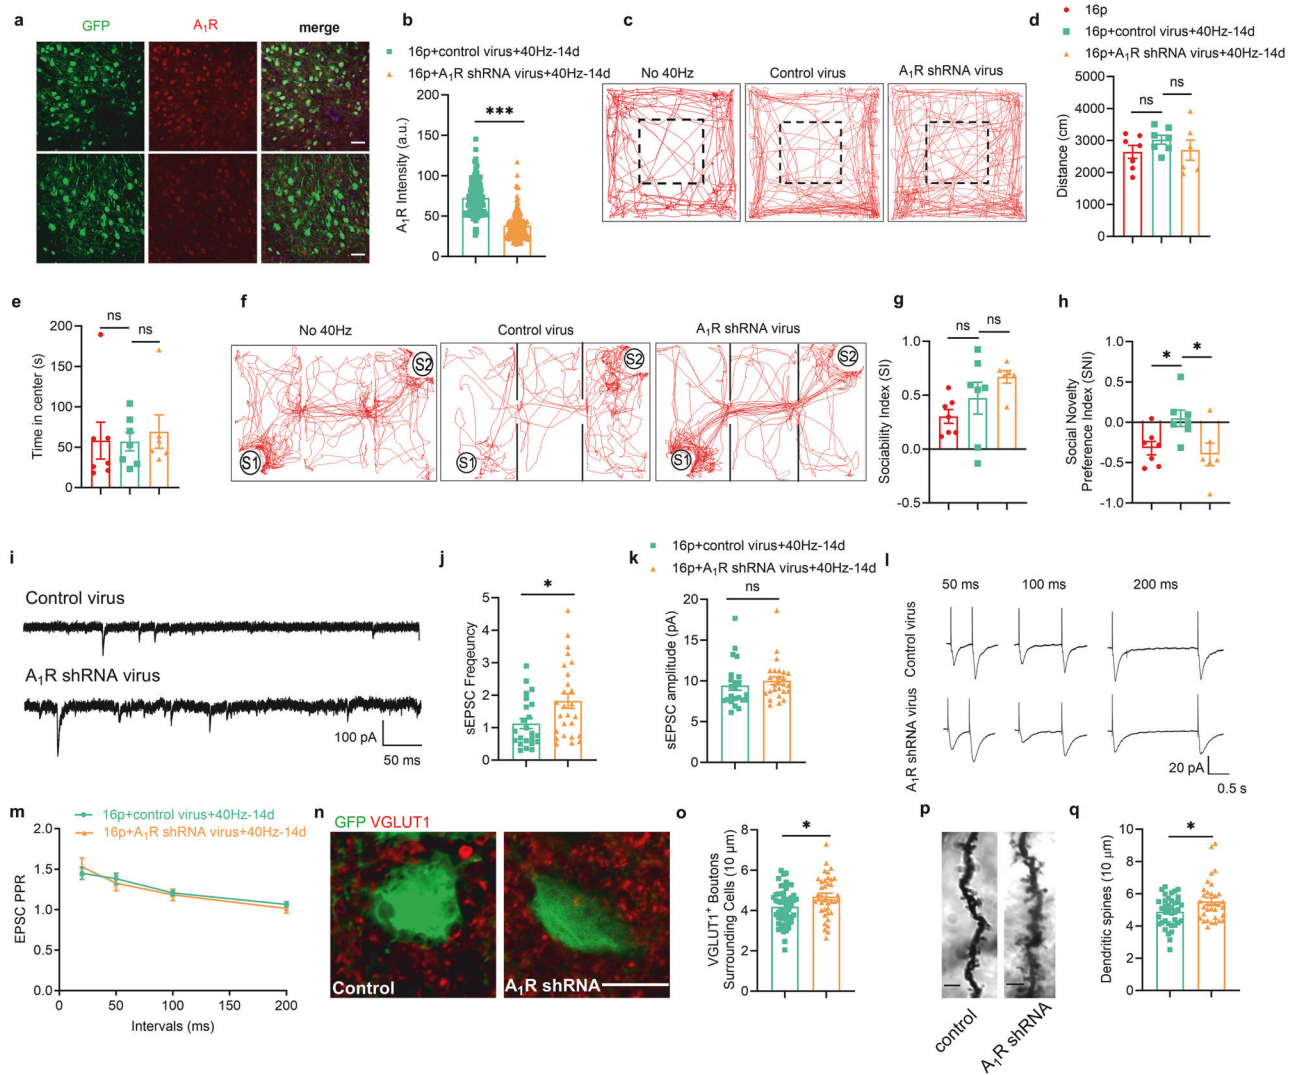 a
GFP
A₁R
merge
b
16p+control virus+40Hz-14d
16p+A₁R shRNA virus+40Hz-14d
A₁R Intensity (a.u.)
200
150
100
50
0
***
c
No 40Hz
Control virus
A₁R shRNA virus
d
16p
16p+control virus+40Hz-14d
16p+A₁R shRNA virus+40Hz-14d
Distance (cm)
5000
4000
3000
2000
1000
0
ns
ns
e
Time in center (s)
200
150
100
50
0
ns
ns
f
No 40Hz
Control virus
A₁R shRNA virus
S2
S1
S2
S1
S2
S1
g
Sociability Index (SI)
1.0
0.5
0.0
-0.5
ns
ns
h
Social Novelty
Preference Index (SNI)
1.0
0.5
0.0
-0.5
-1.0
*
*
i
Control virus
A₁R shRNA virus
100 pA
50 ms
j
sEPSC Freqeuncy
5
4
3
2
1
0
*
k
16p+control virus+40Hz-14d
16p+A₁R shRNA virus+40Hz-14d
sEPSC amplitude (pA)
20
15
10
5
0
ns
l
50 ms
100 ms
200 ms
Control virus
A₁R shRNA virus
20 pA
0.5 s
m
16p+control virus+40Hz-14d
16p+A₁R shRNA virus+40Hz-14d
EPSC PPR
2.0
1.5
1.0
0.5
0.0
0
50
100
150
200
Intervals (ms)
n
GFP VGLUT1
Control
A₁R shRNA
o
VGLUT1⁺ Boutons
Surrounding Cells (10 μm)
8
6
4
2
0
*
p
control
A₁R shRNA
q
Dendritic spines (10 μm)
10
8
6
4
2
0
*